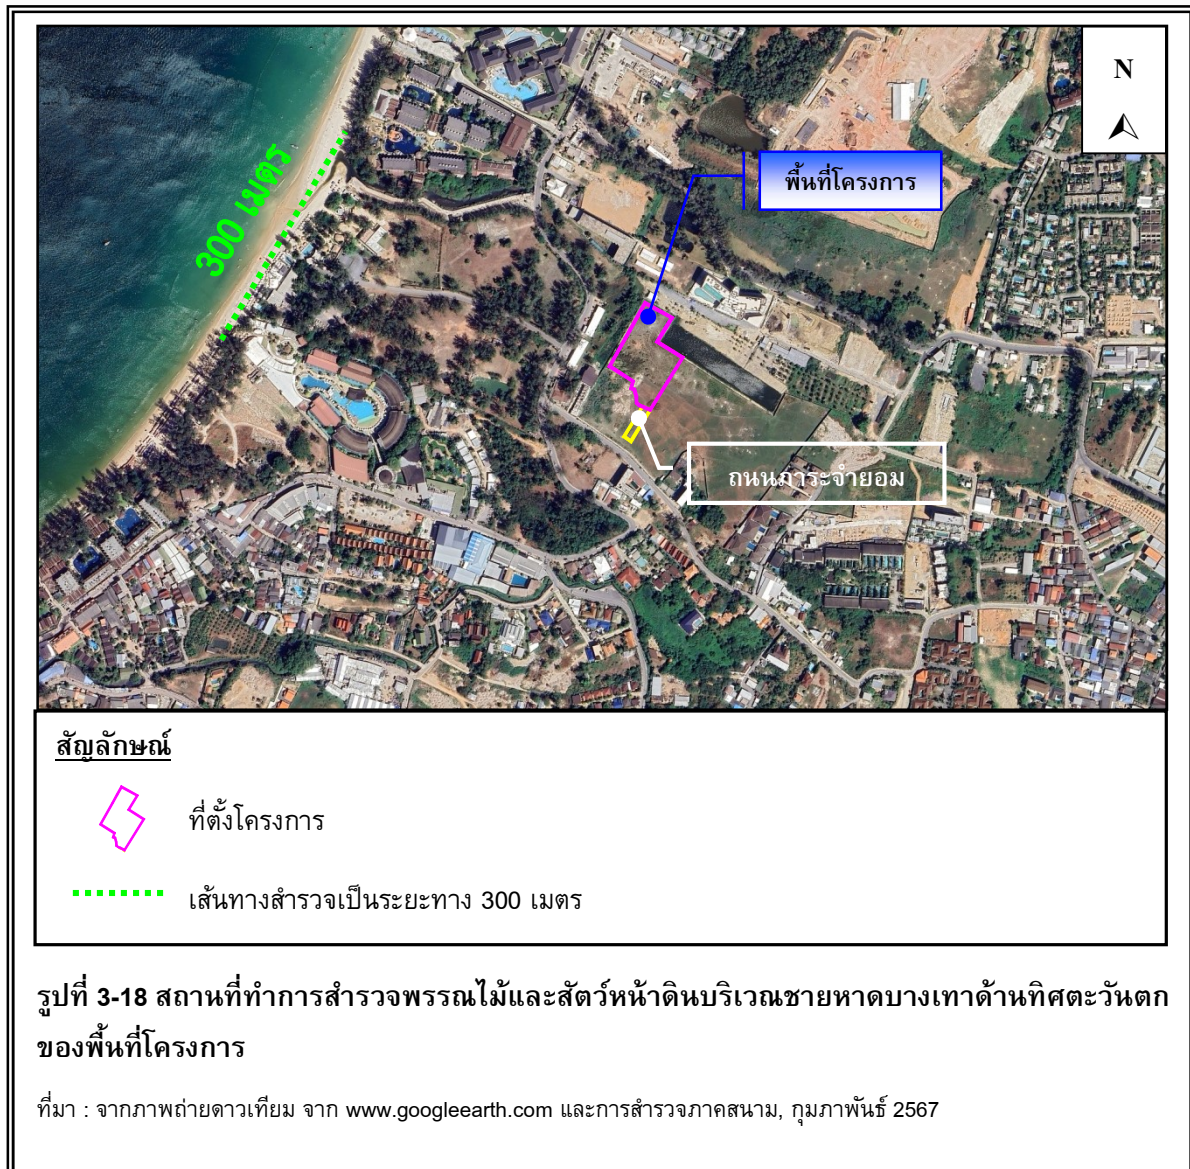 N
300 เมตร
พื้นที่โครงการ
ถนนภาระจำยอม
สัญลักษณ์
ที่ตั้งโครงการ
เส้นทางสำรวจเป็นระยะทาง 300 เมตร
รูปที่ 3-18 สถานที่ทำการสำรวจพรรณไม้และสัตว์หน้าดินบริเวณชายหาดบางเทาด้านทิศตะวันตก
ของพื้นที่โครงการ
ที่มา : จากภาพถ่ายดาวเทียม จาก www.googleearth.com และการสำรวจภาคสนาม, กุมภาพันธ์ 2567